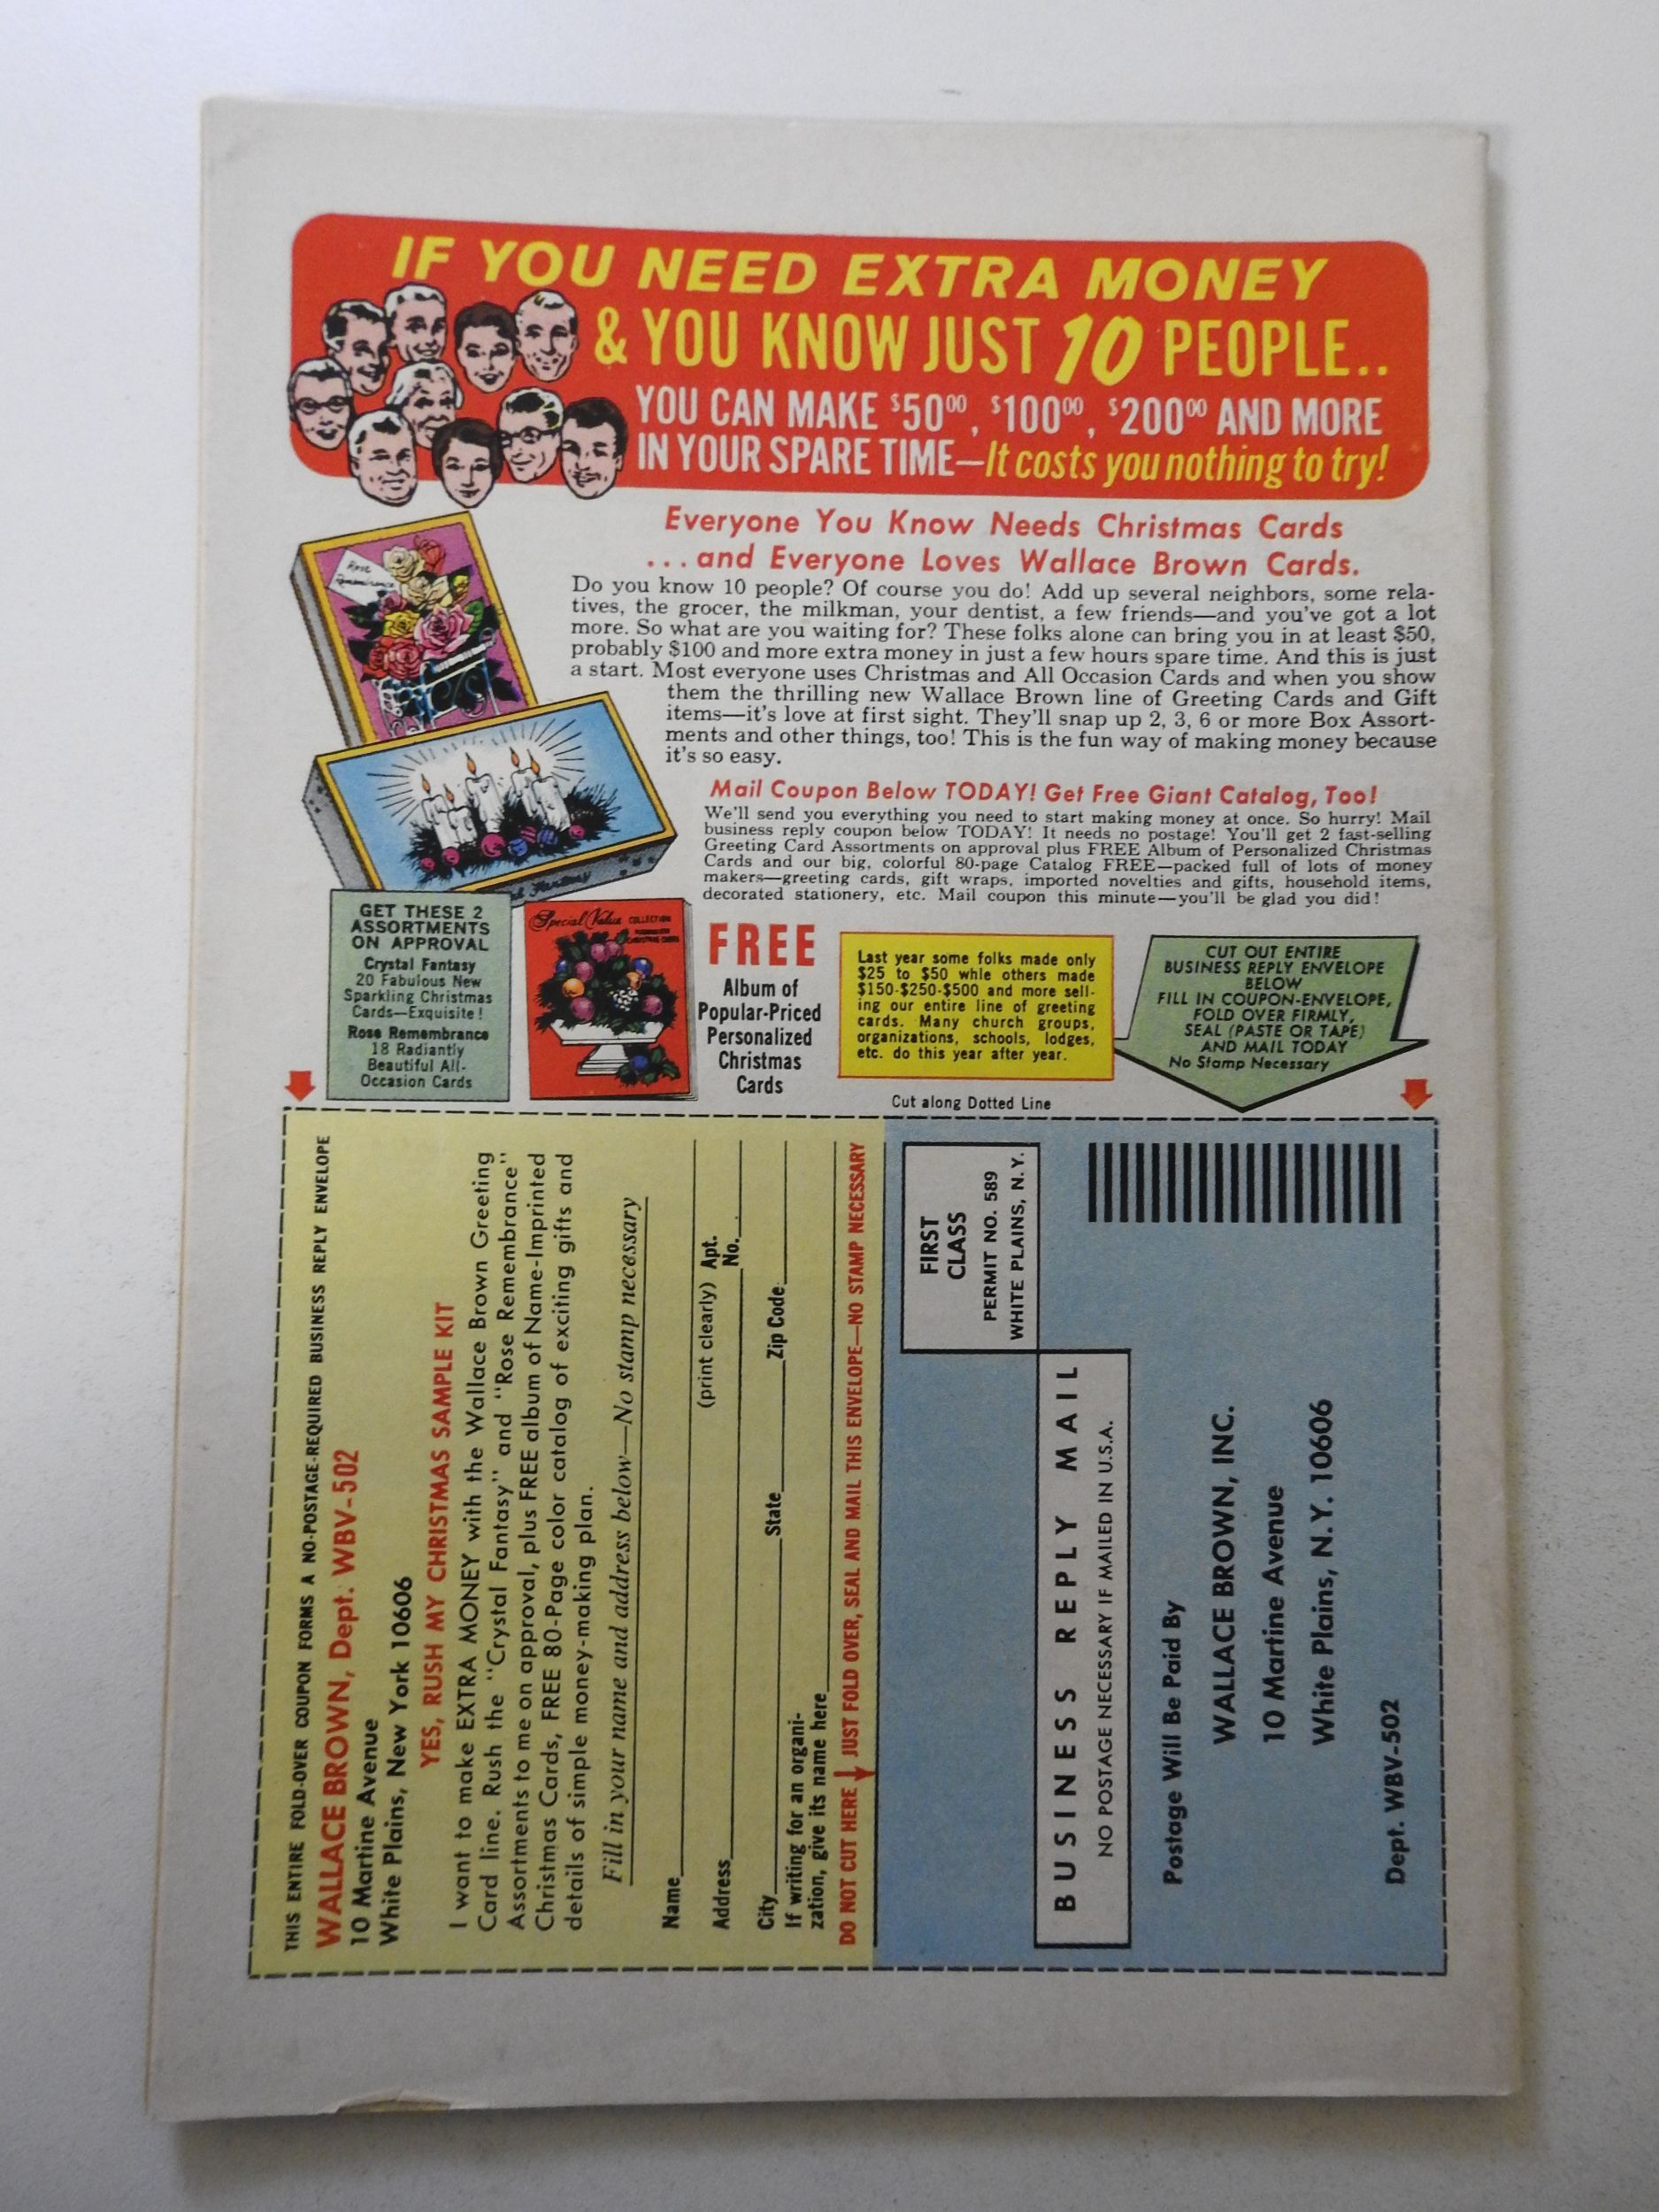 IF YOU NEED EXTRA MONEY
& YOU KNOW JUST 10 PEOPLE..
YOU CAN MAKE $50⁰⁰, $100⁰⁰, $200⁰⁰ AND MORE
IN YOUR SPARE TIME—It costs you nothing to try!
Everyone You Know Needs Christmas Cards
...and Everyone Loves Wallace Brown Cards.
Rose
Remembrance
Do you know 10 people? Of course you do! Add up several neighbors, some rela-
tives, the grocer, the milkman, your dentist, a few friends—and you've got a lot
more. So what are you waiting for? These folks alone can bring you in at least $50,
probably $100 and more extra money in just a few hours spare time. And this is just
a start. Most everyone uses Christmas and All Occasion Cards and when you show
them the thrilling new Wallace Brown line of Greeting Cards and Gift
items—it's love at first sight. They'll snap up 2, 3, 6 or more Box Assort-
ments and other things, too! This is the fun way of making money because
it's so easy.
Mail Coupon Below TODAY! Get Free Giant Catalog, Too!
We'll send you everything you need to start making money at once. So hurry! Mail
business reply coupon below TODAY! It needs no postage! You'll get 2 fast-selling
Greeting Card Assortments on approval plus FREE Album of Personalized Christmas
Cards and our big, colorful 80-page Catalog FREE—packed full of lots of money
makers—greeting cards, gift wraps, imported novelties and gifts, household items,
decorated stationery, etc. Mail coupon this minute—you'll be glad you did!
Fantasy
GET THESE 2
ASSORTMENTS
ON APPROVAL
Crystal Fantasy
20 Fabulous New
Sparkling Christmas
Cards—Exquisite!
Rose Remembrance
18 Radiantly
Beautiful All-
Occasion Cards
Special Value COLLECTION
PERSONALIZED
CHRISTMAS CARDS
FREE
Album of
Popular-Priced
Personalized
Christmas
Cards
Last year some folks made only
$25 to $50 whle others made
$150-$250-$500 and more sell-
ing our entire line of greeting
cards. Many church groups,
organizations, schools, lodges,
etc. do this year after year.
CUT OUT ENTIRE
BUSINESS REPLY ENVELOPE
BELOW
FILL IN COUPON-ENVELOPE,
FOLD OVER FIRMLY,
SEAL (PASTE OR TAPE)
AND MAIL TODAY
No Stamp Necessary
Cut along Dotted Line
THIS ENTIRE FOLD-OVER COUPON FORMS A NO-POSTAGE-REQUIRED BUSINESS REPLY ENVELOPE
WALLACE BROWN, Dept. WBV-502
10 Martine Avenue
White Plains, New York 10606
YES, RUSH MY CHRISTMAS SAMPLE KIT
I want to make EXTRA MONEY with the Wallace Brown Greeting
Card line. Rush the "Crystal Fantasy" and "Rose Remembrance"
Assortments to me on approval, plus FREE album of Name-Imprinted
Christmas Cards, FREE 80-Page color catalog of exciting gifts and
details of simple money-making plan.
Fill in your name and address below—No stamp necessary
Name
(print clearly)
Address Apt. No.
City State Zip Code
If writing for an organi-
zation, give its name here
DO NOT CUT HERE JUST FOLD OVER, SEAL AND MAIL THIS ENVELOPE—NO STAMP NECESSARY
FIRST
CLASS
PERMIT NO. 589
WHITE PLAINS, N.Y.
BUSINESS REPLY MAIL
NO POSTAGE NECESSARY IF MAILED IN U.S.A.
Postage Will Be Paid By
WALLACE BROWN, INC.
10 Martine Avenue
White Plains, N.Y. 10606
Dept. WBV-502